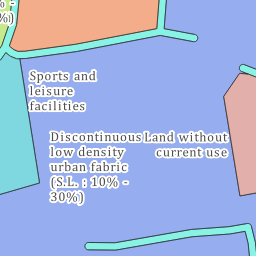 % -
%)
Sports and
leisure
facilities
Discontinuous
low density
urban fabric
(S.L. : 10% -
30%)
Land without
current use